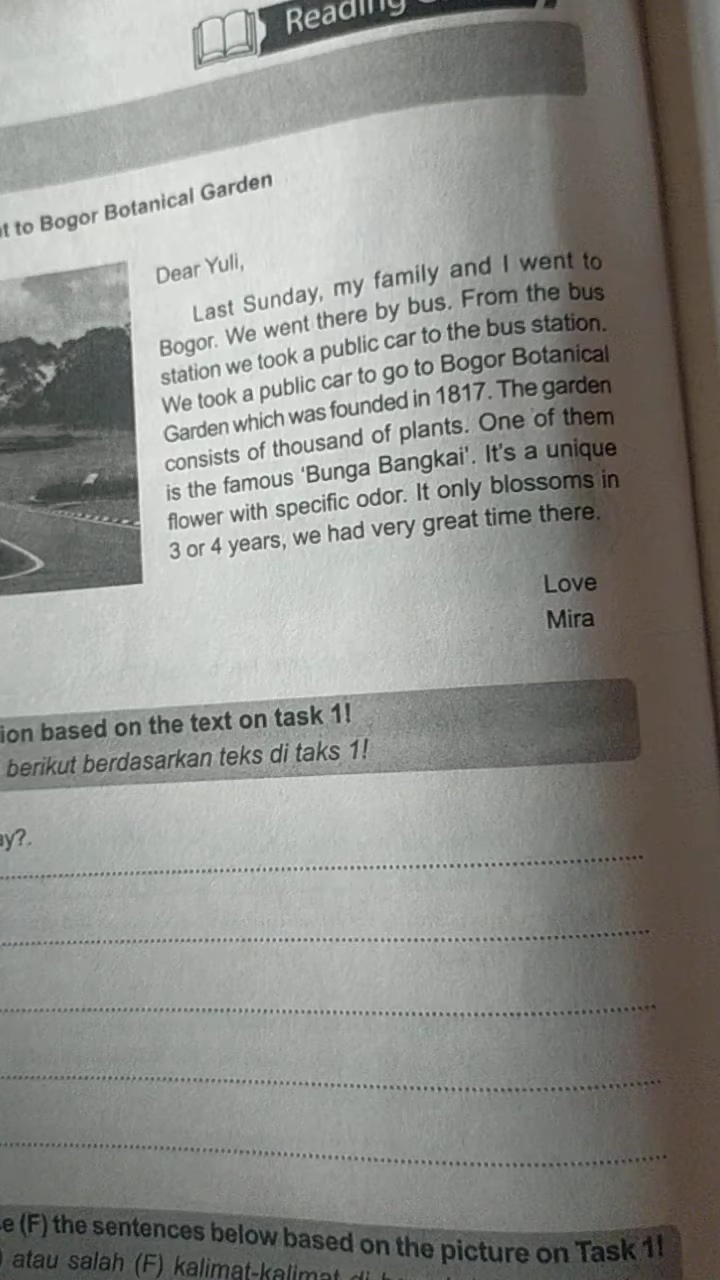 Reading
to Bogor Botanical Garden
Dear Yuli,
Last Sunday, my family and I went to
Bogor. We went there by bus. From the bus
station we took a public car to the bus station.
We took a public car to go to Bogor Botanical
Garden which was founded in 1817. The garden
consists of thousand of plants. One of them
is the famous 'Bunga Bangkai'. It's a unique
flower with specific odor. It only blossoms in
3 or 4 years, we had very great time there.
Love
Mira
based on the text on task 1!
berikut berdasarkan teks di taks 1!
(F) the sentences below based on the picture on Task 1!
atau salah (F) kalimat-kalimat di